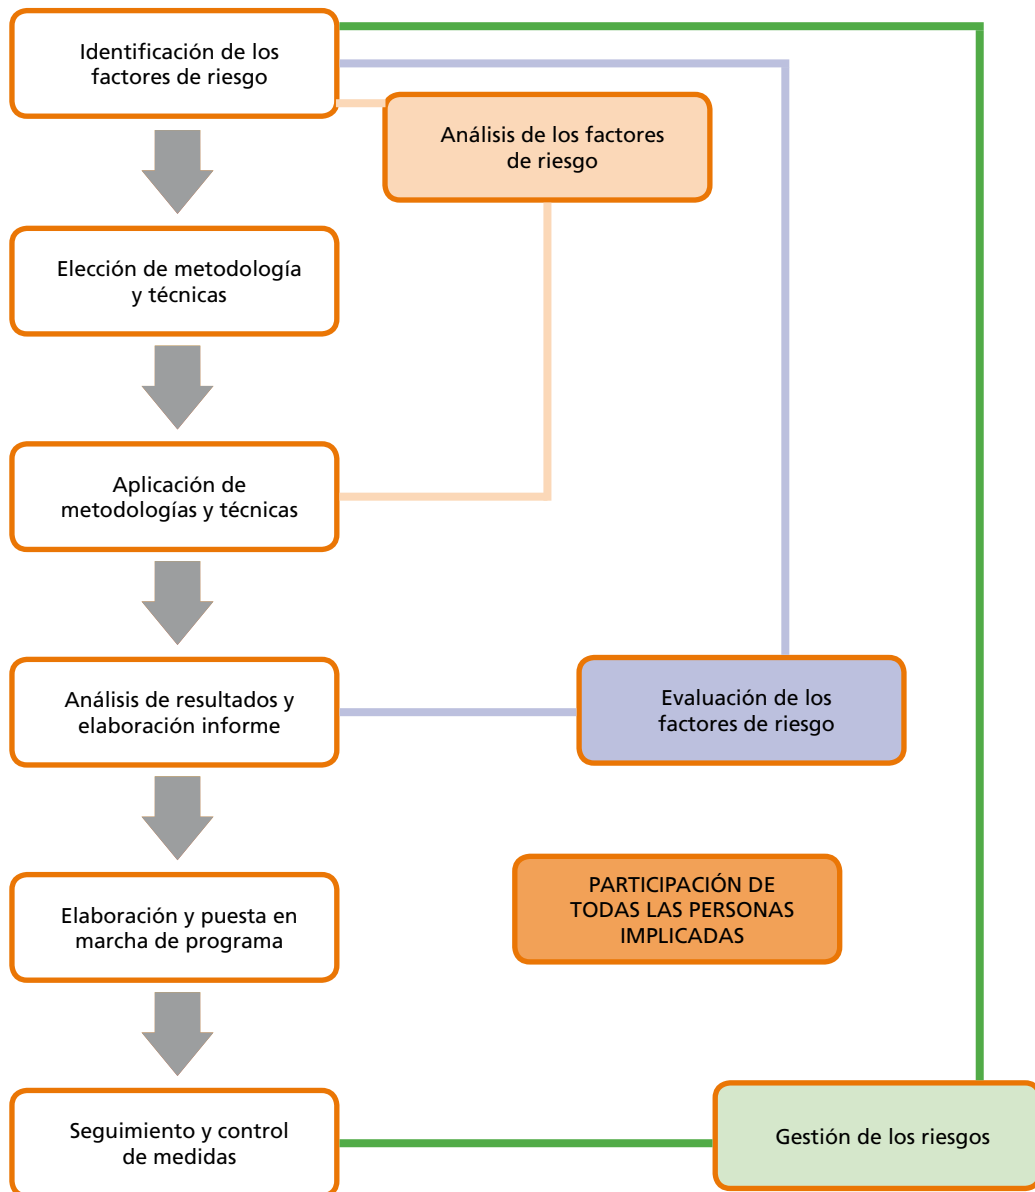 Identificación de los
factores de riesgo
Análisis de los factores
de riesgo
Elección de metodología
y técnicas
Aplicación de
metodologías y técnicas
Análisis de resultados y
elaboración informe
Evaluación de los
factores de riesgo
Elaboración y puesta en
marcha de programa
PARTICIPACIÓN DE
TODAS LAS PERSONAS
IMPLICADAS
Seguimiento y control
de medidas
Gestión de los riesgos